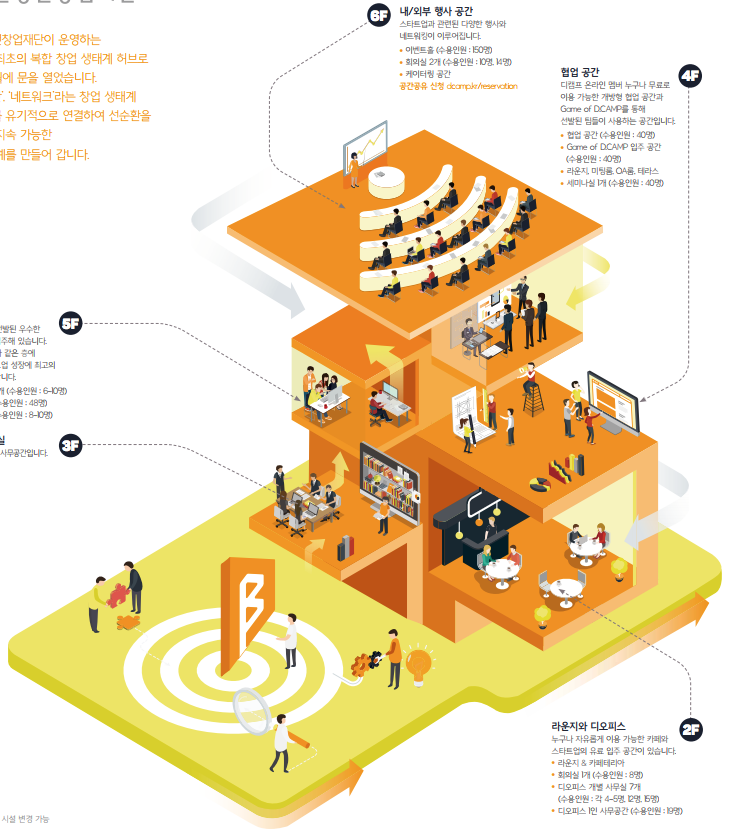 창업재단이 운영하는
최초의 복합 창업 생태계 허브로
문을 열었습니다.
'네트워크'라는 창업 생태계
유기적으로 연결하여 선순환을
지속 가능한
만들어 갑니다.
6F
내/외부 행사 공간
스타트업과 관련된 다양한 행사와
네트워킹이 이루어집니다.
• 이벤트홀 (수용인원 : 150명)
• 회의실 2개 (수용인원 : 10명, 14명)
• 케이터링 공간
공간공유 신청 dcamp.kr/reservation
4F
협업 공간
디캠프 온라인 멤버 누구나 무료로
이용 가능한 개방형 협업 공간과
Game of D.CAMP를 통해
선발된 팀들이 사용하는 공간입니다.
• 협업 공간 (수용인원 : 40명)
• Game of D.CAMP 입주 공간
(수용인원 : 40명)
• 라운지, 미팅룸, OA룸, 테라스
• 세미나실 1개 (수용인원 : 40명)
5F
선발된 우수한
입주해 있습니다.
같은 층에
성장에 최고의
(수용인원 : 6-10명)
수용인원 : 48명)
수용인원 : 8-10명)
3F
실
사무공간입니다.
2F
라운지와 디오피스
누구나 자유롭게 이용 가능한 카페와
스타트업의 유료 입주 공간이 있습니다.
• 라운지 & 카페테리아
• 회의실 1개 (수용인원 : 8명)
• 디오피스 개별 사무실 7개
(수용인원 : 각 4-5명, 12명, 15명)
• 디오피스 1인 사무공간 (수용인원 : 19명)
시설 변경 가능